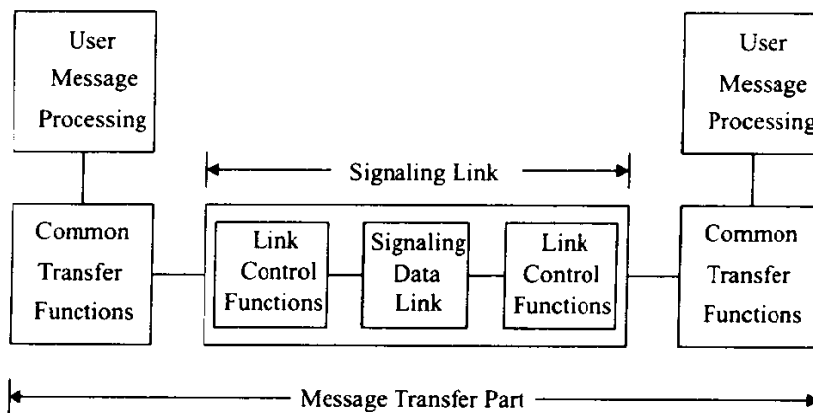 User
Message
Processing
User
Message
Processing
Signaling Link
Common
Transfer
Functions
Link
Control
Functions
Signaling
Data
Link
Link
Control
Functions
Common
Transfer
Functions
Message Transfer Part